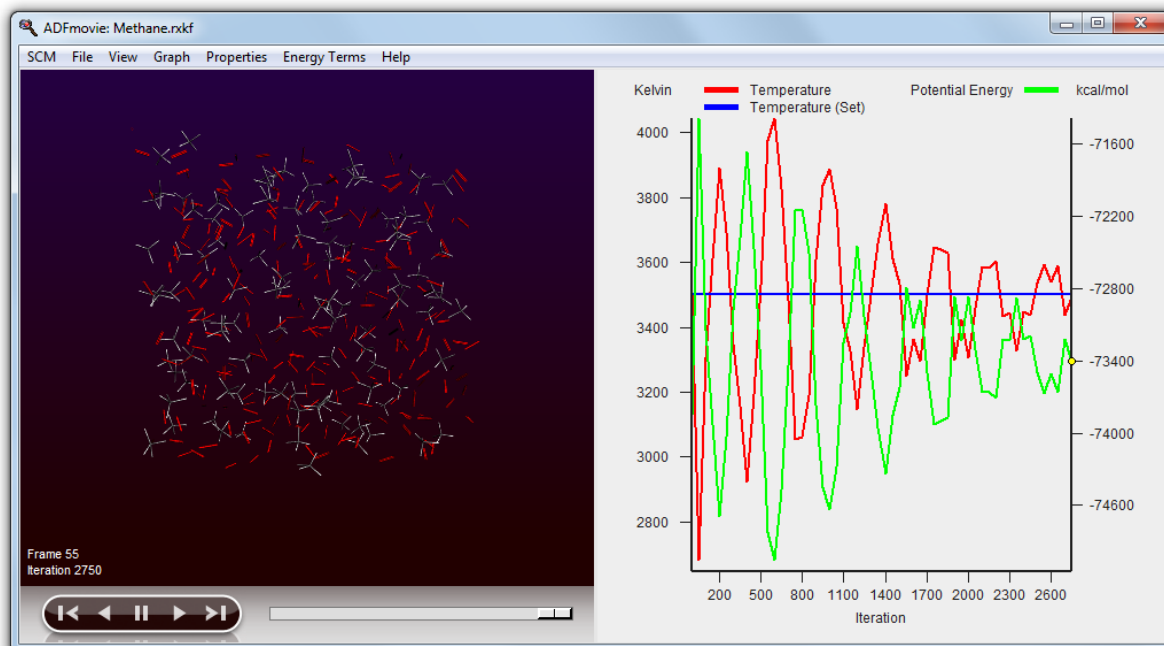 ADFmovie: Methane.rxkf
SCM File View Graph Properties Energy Terms Help
Kelvin Temperature Potential Energy kcal/mol
Temperature (Set)
4000
3800
3600
3400
3200
3000
2800
-71600
-72200
-72800
-73400
-74000
-74600
200 500 800 1100 1400 1700 2000 2300 2600
Iteration
Frame 55
Iteration 2750